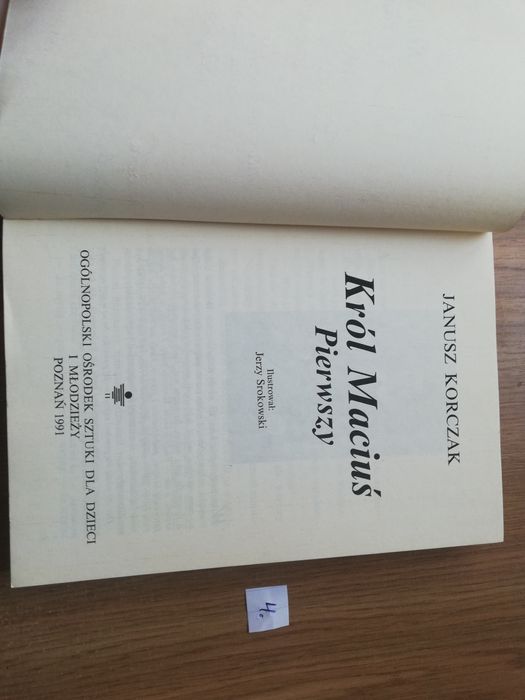 JANUSZ KORCZAK
Król Maciuś
Pierwszy
Ilustrował:
Jerzy Srokowski
OGÓLNOPOLSKI OŚRODEK SZTUKI DLA DZIECI
I MŁODZIEŻY
POZNAŃ 1991
4.